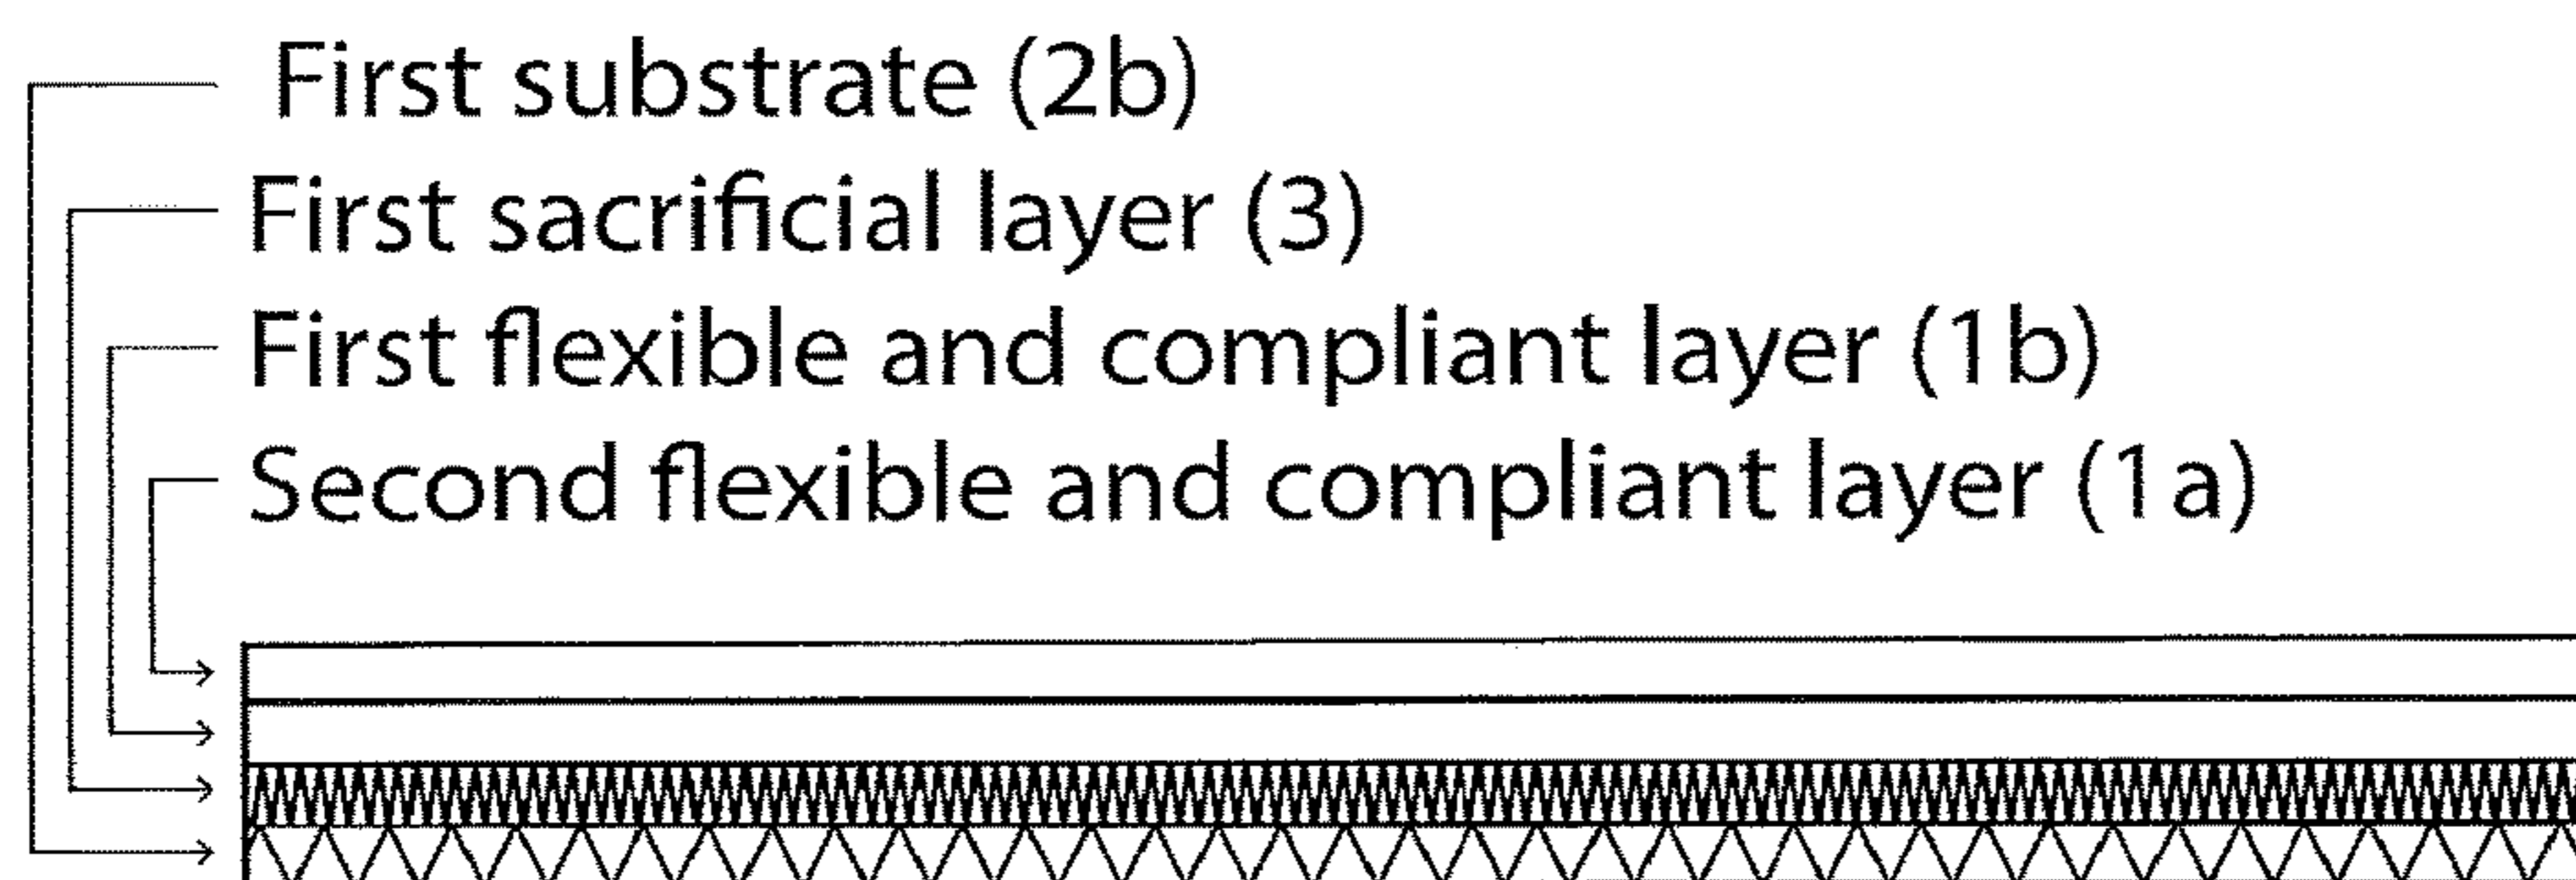 First substrate (2b)
First sacrificial layer (3)
First flexible and compliant layer (1b)
Second flexible and compliant layer (1a)